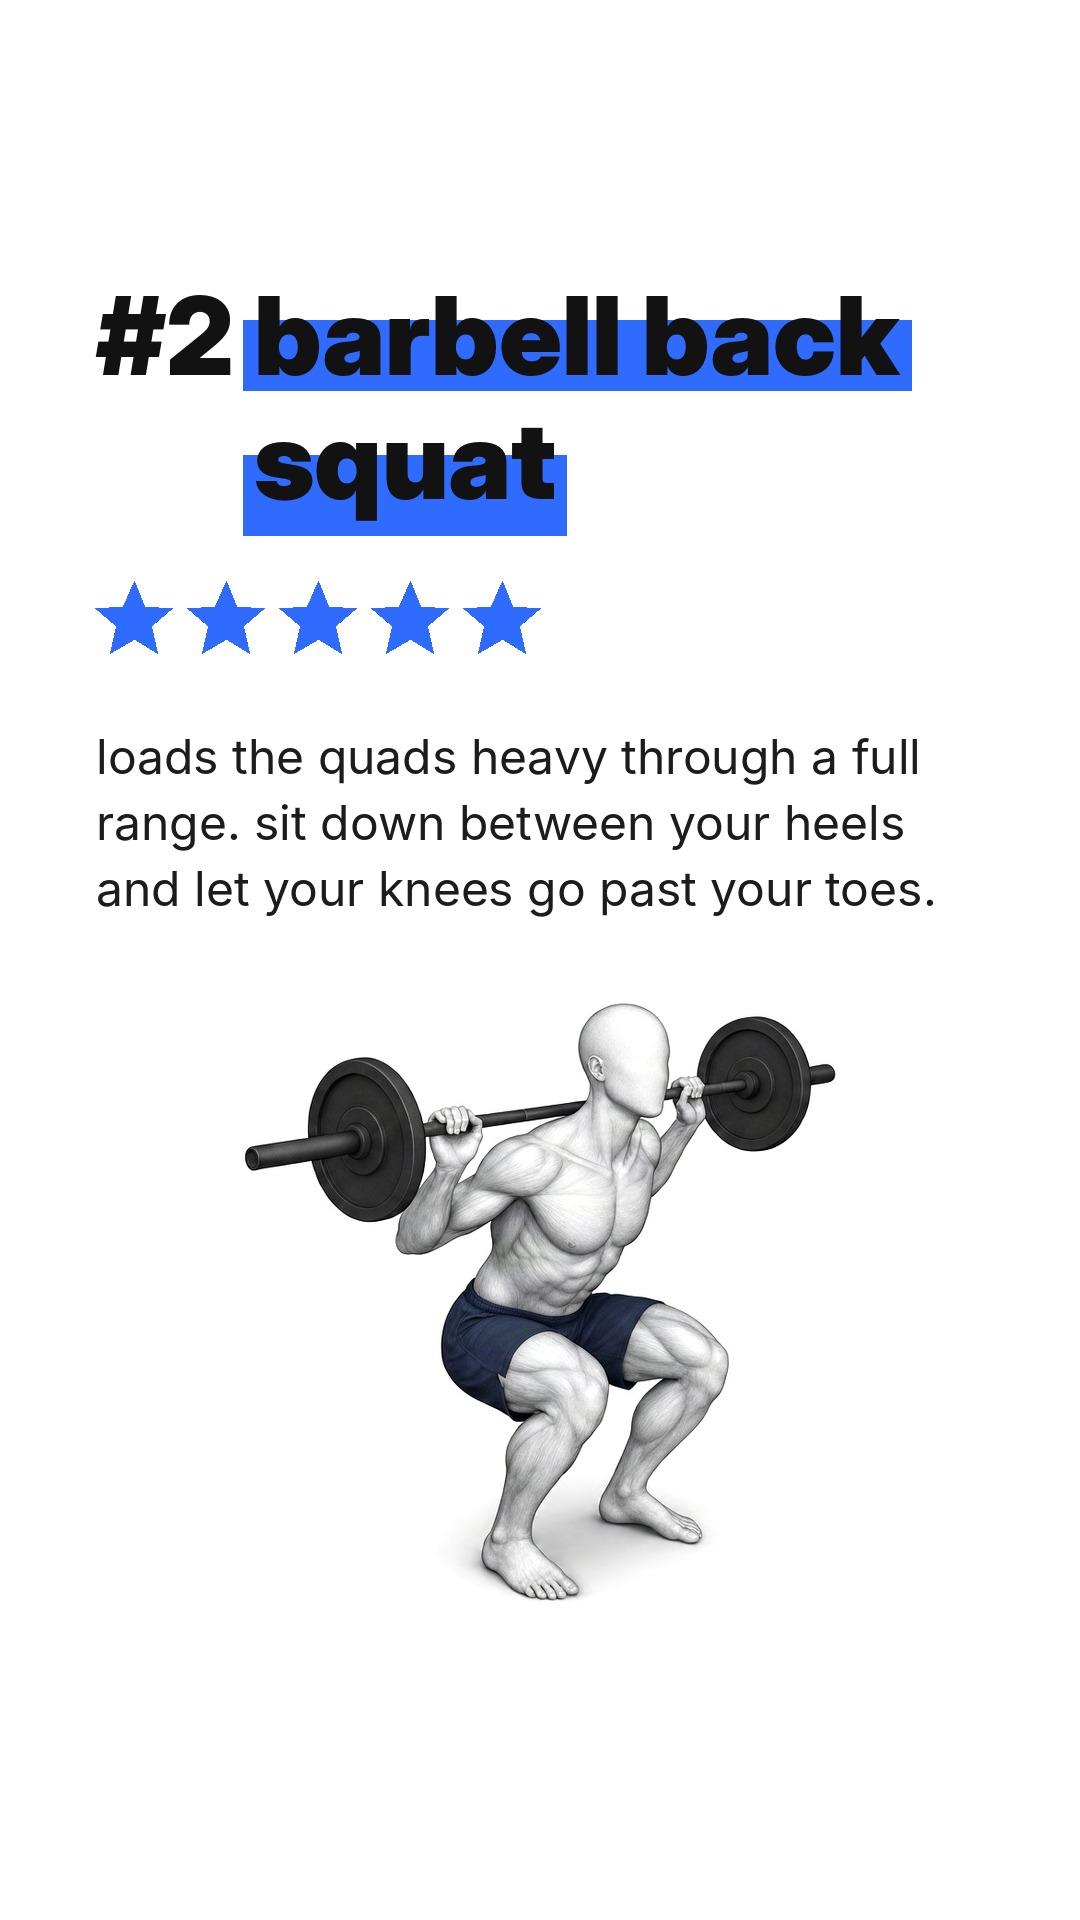 #2 barbell back
squat
loads the quads heavy through a full
range. sit down between your heels
and let your knees go past your toes.